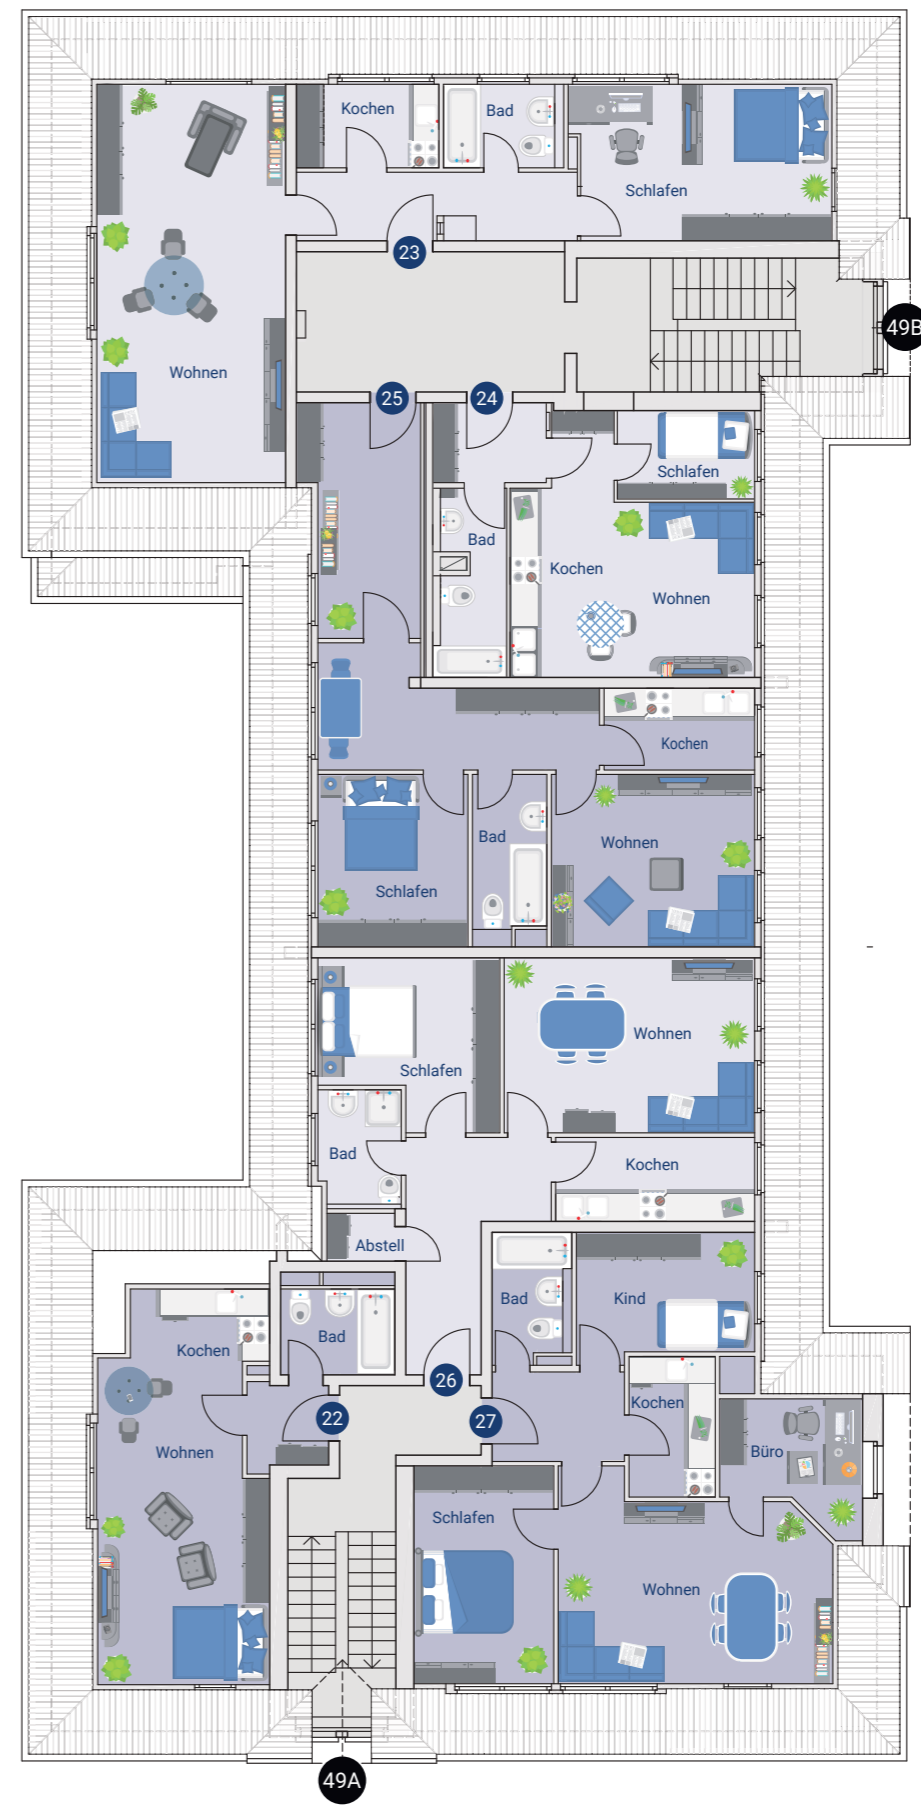 Kochen
Bad
Schlafen
23
49B
Wohnen
25
24
Schlafen
Bad
Kochen
Wohnen
Kochen
Bad
Wohnen
Schlafen
Wohnen
Schlafen
Bad
Kochen
Abstell
Bad
Kind
Bad
Kochen
26
Kochen
22
27
Wohnen
Büro
Schlafen
Wohnen
49A